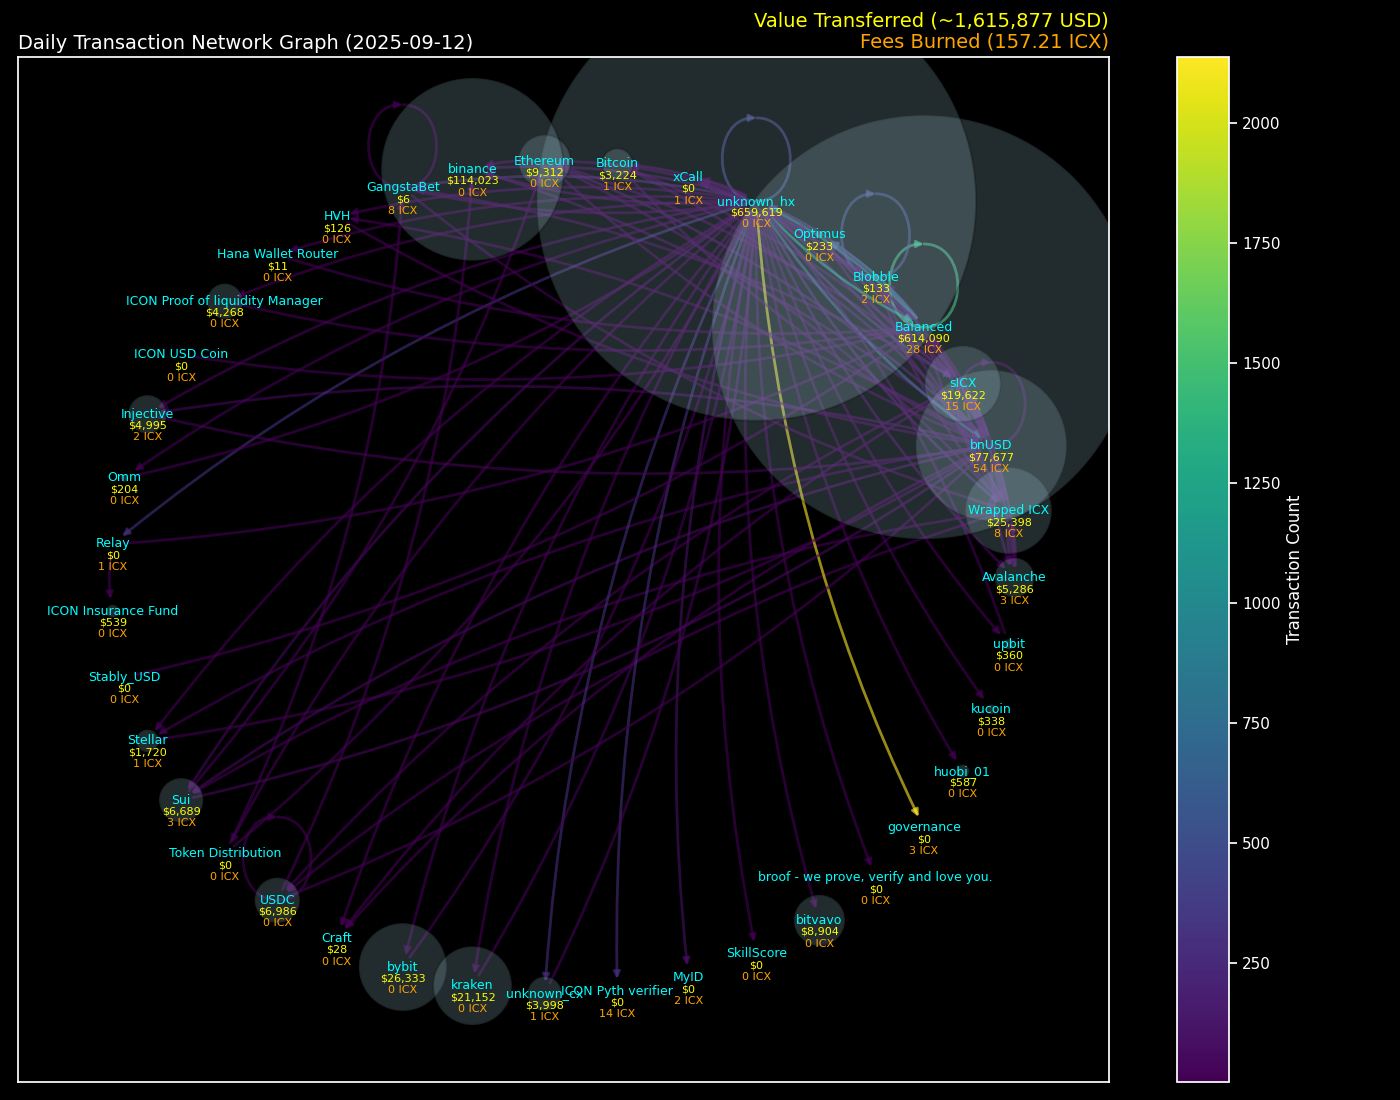 Value Transferred (~1,615,877 USD)
Daily Transaction Network Graph (2025-09-12)
Fees Burned (157.21 ICX)
Ethereum
$9,312
0 ICX
Bitcoin
$3,224
1 ICX
binance
$114,023
0 ICX
xCall
$0
1 ICX
GangstaBet
$6
8 ICX
unknown_hx
$659,619
0 ICX
HVH
$126
0 ICX
Optimus
$233
0 ICX
Hana Wallet Router
$11
0 ICX
Blobble
$133
2 ICX
ICON Proof of liquidity Manager
$4,268
0 ICX
Balanced
$614,090
28 ICX
ICON USD Coin
$0
0 ICX
sICX
$19,622
15 ICX
Injective
$4,995
2 ICX
bnUSD
$77,677
54 ICX
Omm
$204
0 ICX
Wrapped ICX
$25,398
8 ICX
Relay
$0
1 ICX
Avalanche
$5,286
3 ICX
ICON Insurance Fund
$539
0 ICX
upbit
$360
0 ICX
Stably_USD
$0
0 ICX
kucoin
$338
0 ICX
Stellar
$1,720
1 ICX
huobi_01
$587
0 ICX
Sui
$6,689
3 ICX
governance
$0
3 ICX
Token Distribution
$0
0 ICX
broof - we prove, verify and love you.
$0
0 ICX
USDC
$6,986
0 ICX
bitvavo
$8,904
0 ICX
Craft
$28
0 ICX
SkillScore
$0
0 ICX
bybit
$26,333
0 ICX
MyID
$0
2 ICX
kraken
$21,152
0 ICX
unknown_cx
$3,998
1 ICX
ICON Pyth verifier
$0
14 ICX
2000
1750
1500
1250
1000
750
500
250
Transaction Count